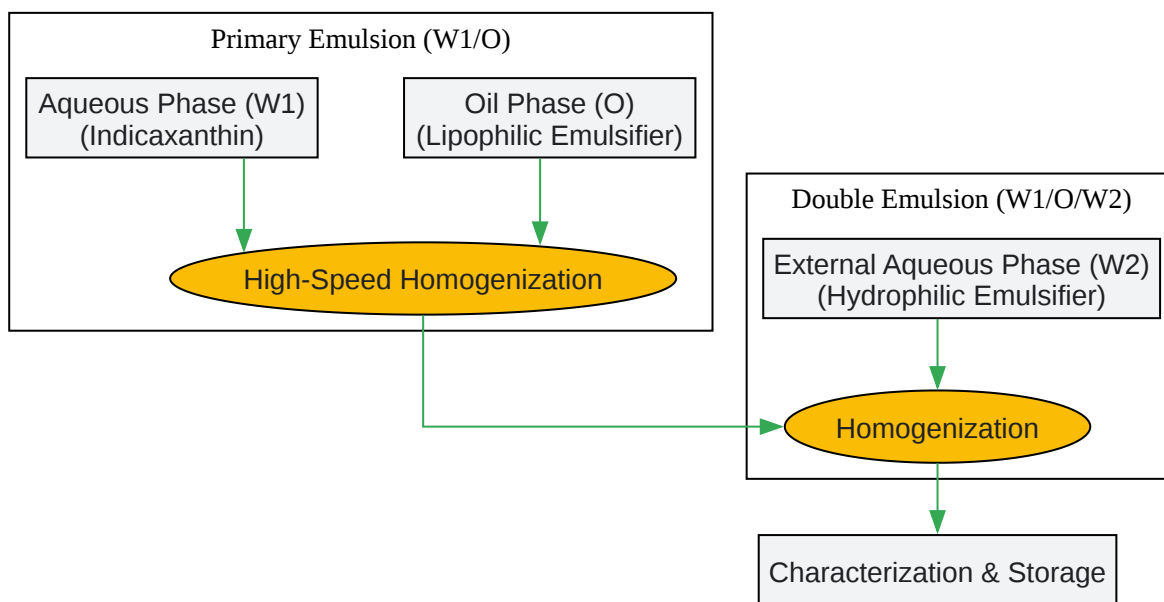 Primary Emulsion (W1/O)
Aqueous Phase (W1)
(Indicaxanthin)
Oil Phase (O)
(Lipophilic Emulsifier)
High-Speed Homogenization
Double Emulsion (W1/O/W2)
External Aqueous Phase (W2)
(Hydrophilic Emulsifier)
Homogenization
Characterization & Storage